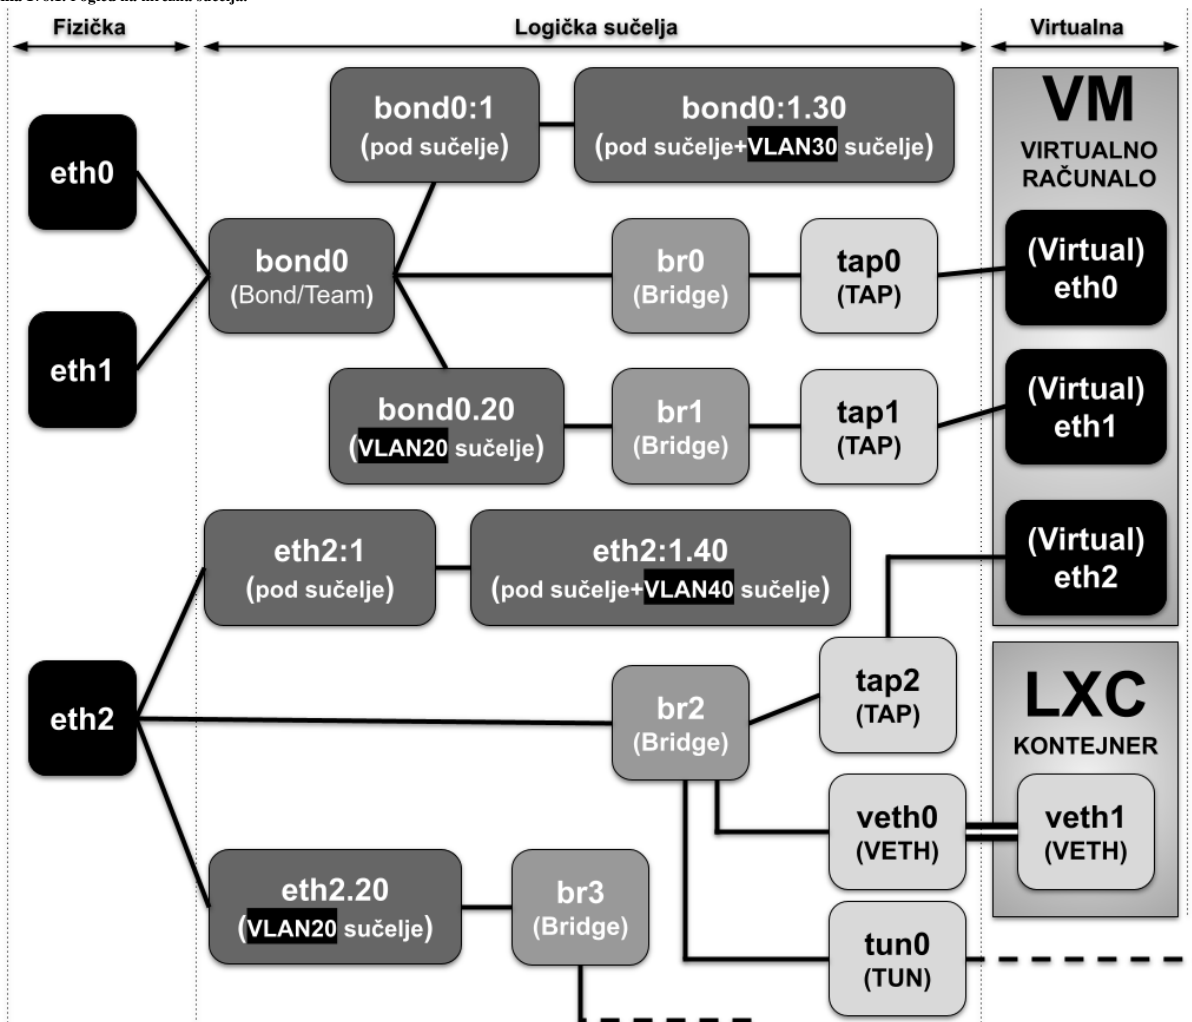 Fizička
Logička sučelja
Virtualna
eth0
eth1
bond0
(Bond/Team)
bond0:1
(pod sučelje)
bond0:1.30
(pod sučelje+VLAN30 sučelje)
br0
(Bridge)
tap0
(TAP)
bond0.20
(VLAN20 sučelje)
br1
(Bridge)
tap1
(TAP)
VM
VIRTUALNO
RAČUNALO
(Virtual)
eth0
(Virtual)
eth1
(Virtual)
eth2
eth2:1
(pod sučelje)
eth2:1.40
(pod sučelje+VLAN40 sučelje)
eth2
br2
(Bridge)
tap2
(TAP)
LXC
KONTEJNER
veth0
(VETH)
veth1
(VETH)
eth2.20
(VLAN20 sučelje)
br3
(Bridge)
tun0
(TUN)